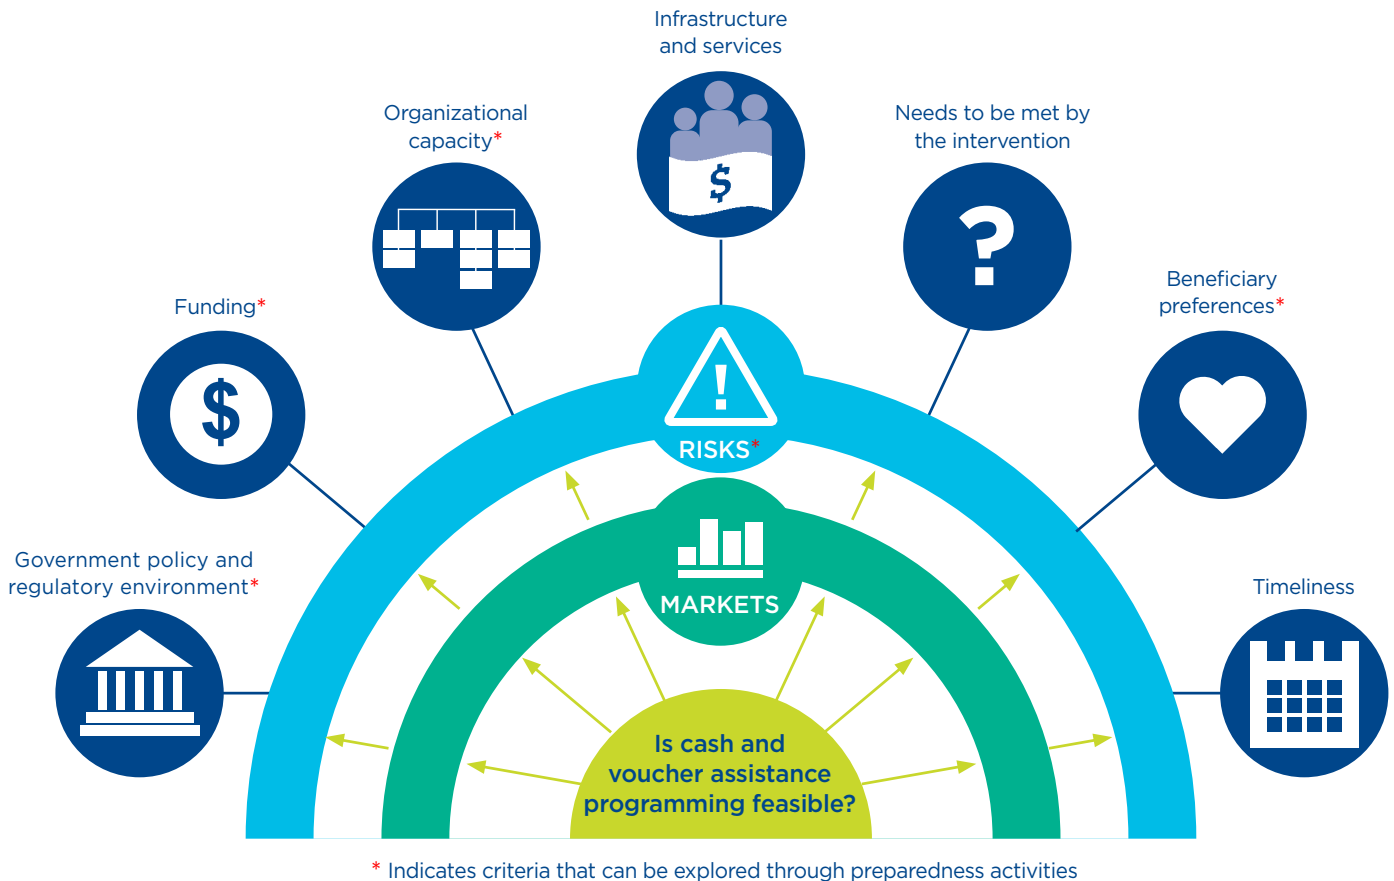 Infrastructure
and services
Organizational
capacity*
Needs to be met by
the intervention
Funding*
$
$
?
Beneficiary
preferences*
!
RISKS*
Government policy and
regulatory environment*
MARKETS
Timeliness
Is cash and
voucher assistance
programming feasible?
* Indicates criteria that can be explored through preparedness activities